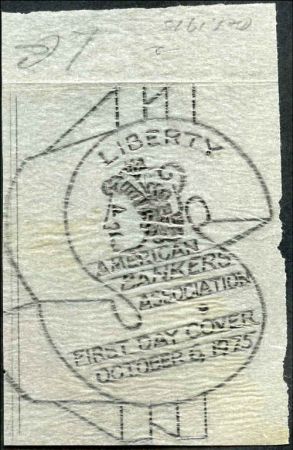 LIBERTY
AMERICAN
BANKERS
ASSOCIATION
FIRST DAY COVER
OCTOBER 6, 1975